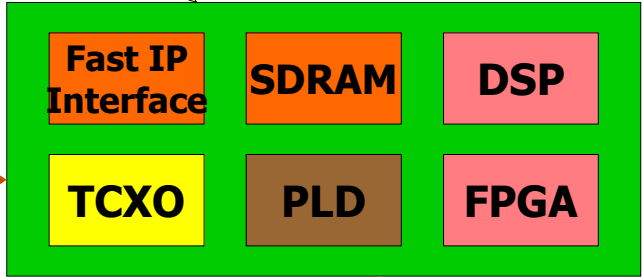 Fast IP
Interface
SDRAM
DSP
TCXO
PLD
FPGA